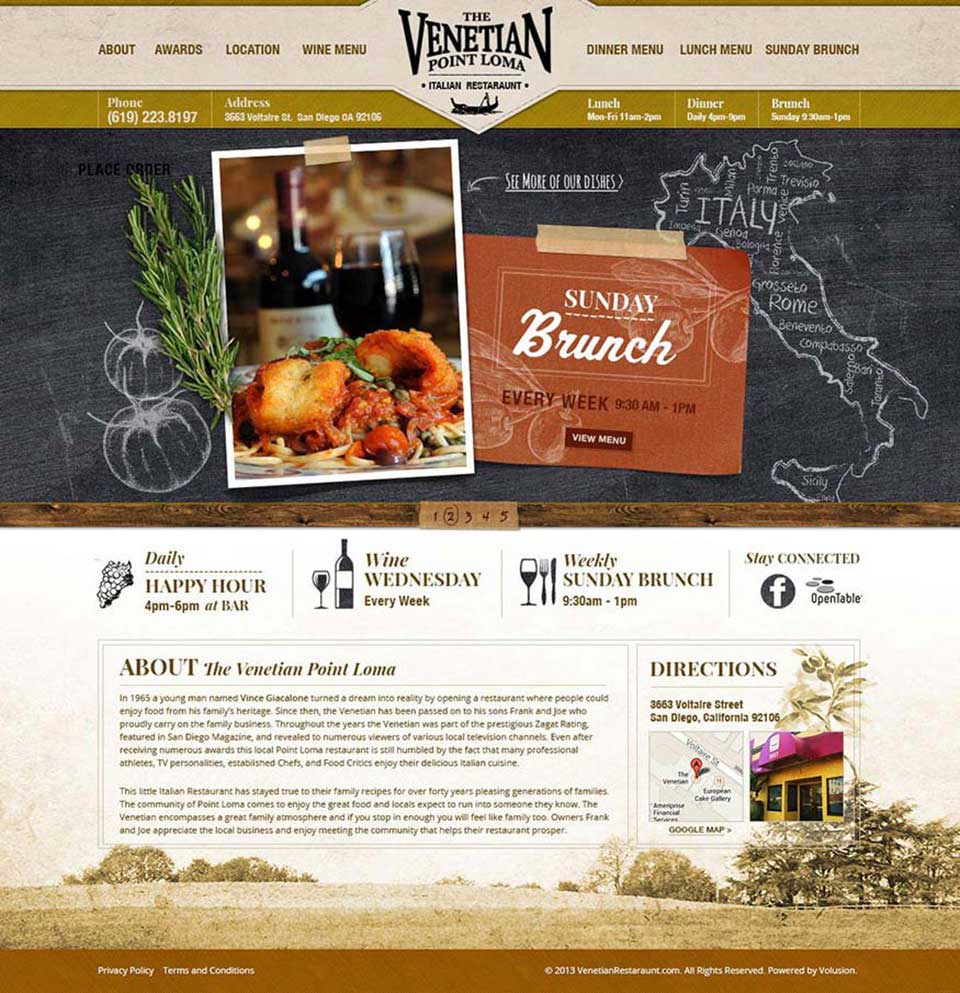 ABOUT AWARDS LOCATION WINE MENU
THE
VENETIAN
POINT LOMA
• ITALIAN RESTARAUNT •
DINNER MENU LUNCH MENU SUNDAY BRUNCH
Phone
(619) 223.8197
Address
3663 Voltaire St. San Diego CA 92106
Lunch
Mon-Fri 11am-2pm
Dinner
Daily 4pm-9pm
Brunch
Sunday 9:30am-1pm
PLACE ORDER
SEE MORE OF OUR DISHES >
SUNDAY
Brunch
EVERY WEEK 9:30 AM - 1PM
VIEW MENU
Turin
Milan
Trento
Treviso
Parma
Venice
ITALY
Genoa
Bologna
Florence
Grosseto
Rome
Benevento
Campobasso
Salerno
Bari
Taranto
Sicily
1 2 3 4 5
Daily
HAPPY HOUR
4pm-6pm at BAR
Wine
WEDNESDAY
Every Week
Weekly
SUNDAY BRUNCH
9:30am - 1pm
Stay CONNECTED
f
OpenTable
ABOUT The Venetian Point Loma
In 1965 a young man named Vince Giacalone turned a dream into reality by opening a restaurant where people could
enjoy food from his family's heritage. Since then, the Venetian has been passed on to his sons Frank and Joe who
proudly carry on the family business. Throughout the years the Venetian was part of the prestigious Zagat Rating,
featured in San Diego Magazine, and revealed to numerous viewers of various local television channels. Even after
receiving numerous awards this local Point Loma restaurant is still humbled by the fact that many professional
athletes, TV personalities, established Chefs, and Food Critics enjoy their delicious Italian cuisine.
This little Italian Restaurant has stayed true to their family recipes for over forty years pleasing generations of families.
The community of Point Loma comes to enjoy the great food and locals expect to run into someone they know. The
Venetian encompasses a great family atmosphere and if you stop in enough you will feel like family too. Owners Frank
and Joe appreciate the local business and enjoy meeting the community that helps their restaurant prosper.
DIRECTIONS
3663 Voltaire Street
San Diego, California 92106
Voltaire St
A
The
Venetian
European
Cake Gallery
Ameriprise
Financial
Services
GOOGLE MAP >
Privacy Policy Terms and Conditions
© 2013 VenetianRestaraunt.com. All Rights Reserved. Powered by Volusion.